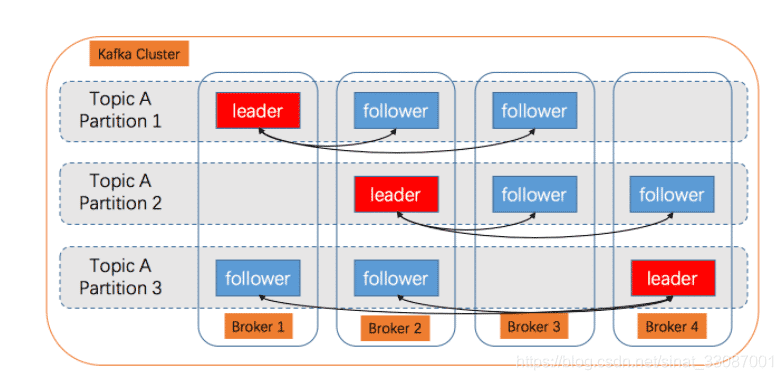 Kafka Cluster
Topic A
Partition 1
leader
follower
follower
Topic A
Partition 2
leader
follower
follower
Topic A
Partition 3
follower
follower
leader
Broker 1
Broker 2
Broker 3
Broker 4
https://blog.csdn.net/sinat_33087001